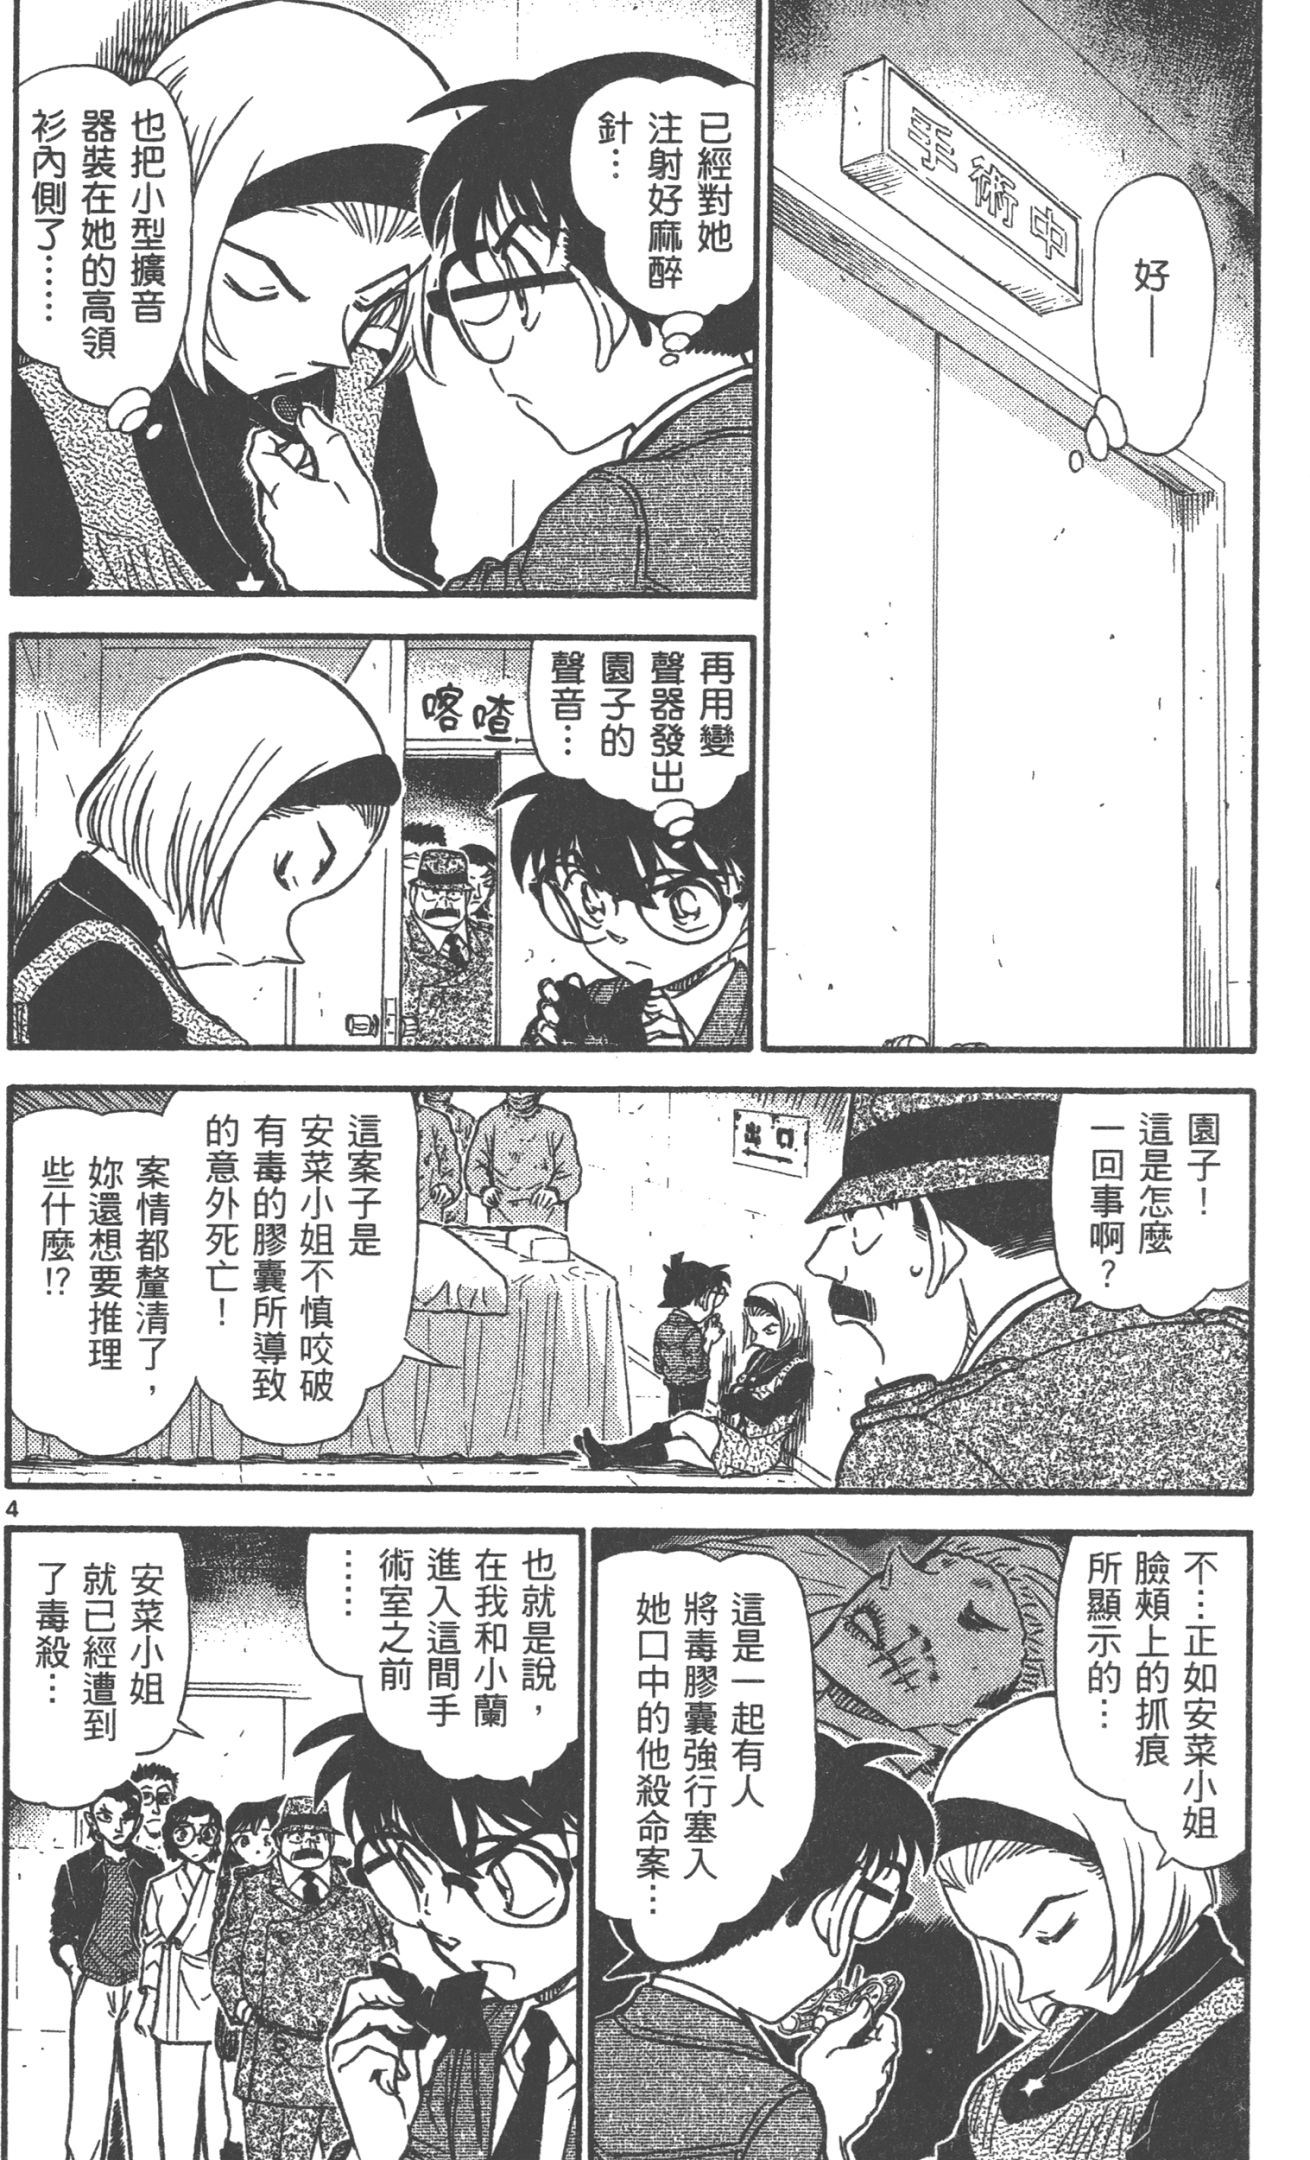 手術中
好──
已經對她
注射好麻醉
針…
也把小型擴音
器裝在她的高領
衫內側了……
再用變
聲器發出
園子的
聲音…
喀喳
園子！
這是怎麼
一回事啊？
出口
這案子是
安菜小姐不慎咬破
有毒的膠囊所導致
的意外死亡！
案情都釐清了，
妳還想要推理
些什麼!?
4
不…正如安菜小姐
臉頰上的抓痕
所顯示的…
這是一起有人
將毒膠囊強行塞入
她口中的他殺命案…
也就是說，
在我和小蘭
進入這間手
術室之前
……
安菜小姐
就已經遭到
了毒殺…